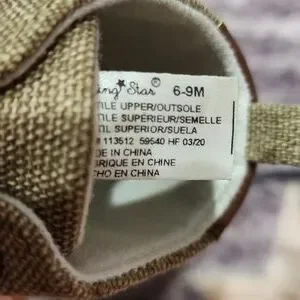 ing Star® 6-9M
TILE UPPER/OUTSOLE
TILE SUPÉRIEUR/SEMELLE
TIL SUPERIOR/SUELA
# 113512 59540 HF 03/20
DE IN CHINA
RIQUE EN CHINE
CHO EN CHINA